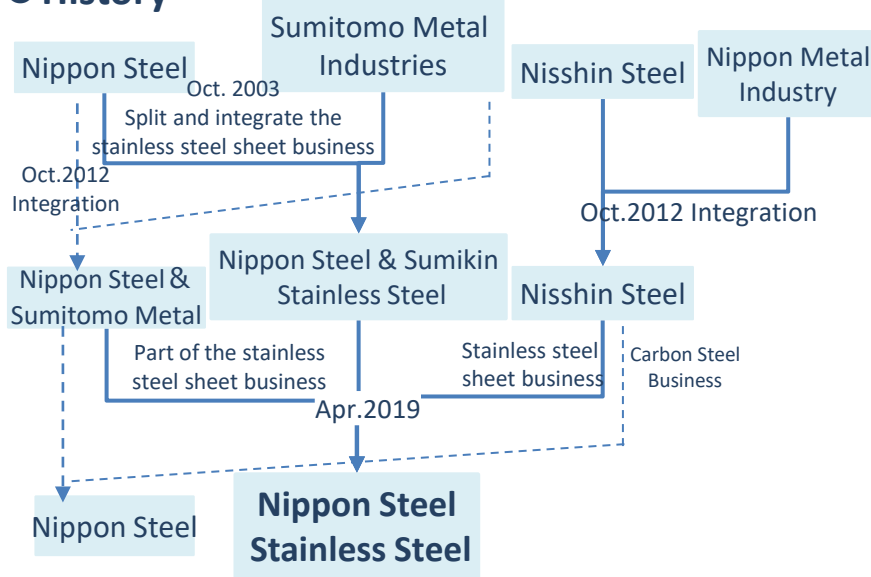 History
Nippon Steel
Sumitomo Metal
Industries
Nisshin Steel
Nippon Metal
Industry
Oct. 2003
Split and integrate the
stainless steel sheet business
Oct.2012
Integration
Oct.2012 Integration
Nippon Steel &
Sumitomo Metal
Nippon Steel & Sumikin
Stainless Steel
Nisshin Steel
Part of the stainless
steel sheet business
Stainless steel
sheet business
Carbon Steel
Business
Apr.2019
Nippon Steel
Nippon Steel
Stainless Steel